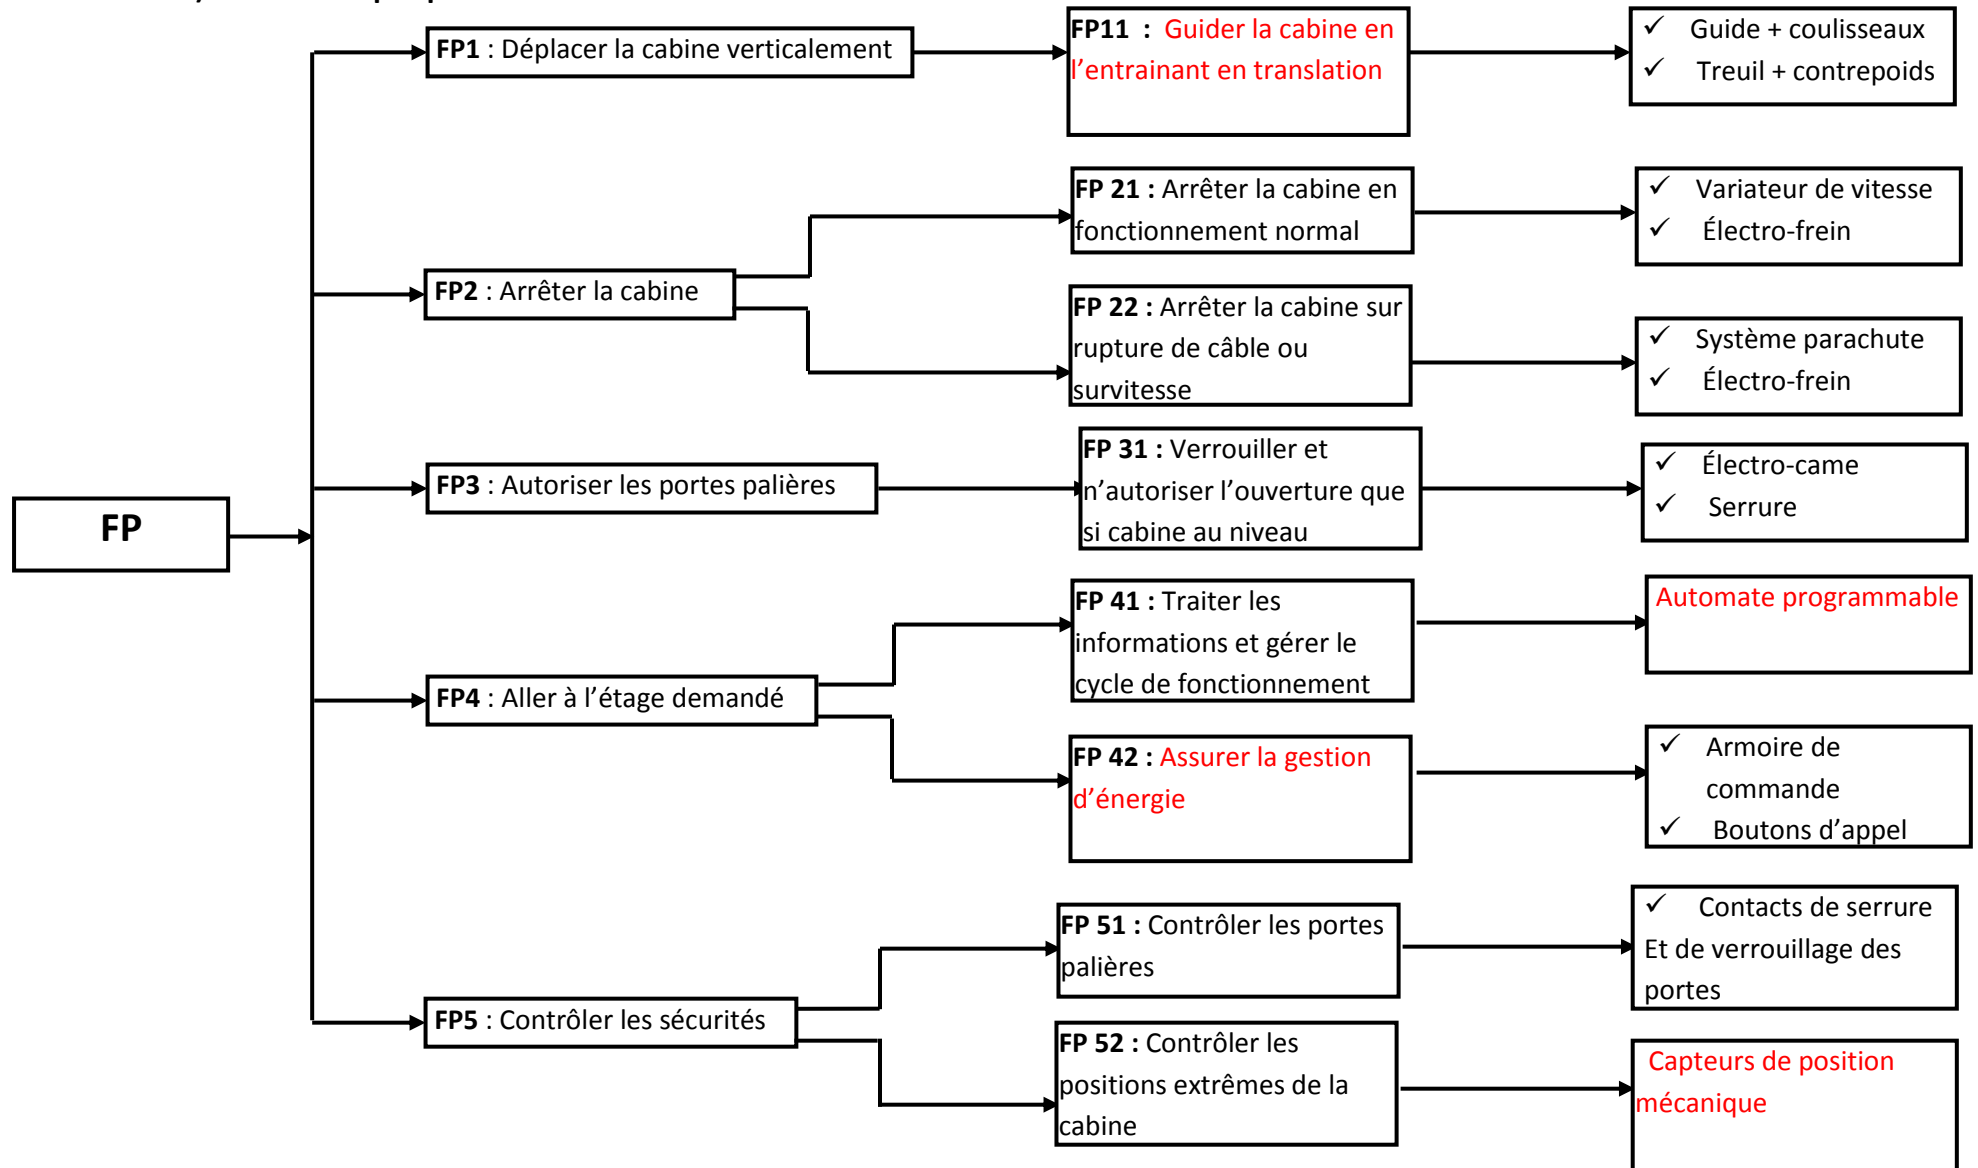 FP1 : Déplacer la cabine verticalement
FP11 : Guider la cabine en
l'entrainant en translation
✓ Guide + coulisseaux
✓ Treuil + contrepoids
FP2 : Arrêter la cabine
FP 21 : Arrêter la cabine en
fonctionnement normal
✓ Variateur de vitesse
✓ Électro-frein
FP 22 : Arrêter la cabine sur
rupture de câble ou
survitesse
✓ Système parachute
✓ Électro-frein
FP3 : Autoriser les portes palières
FP 31 : Verrouiller et
n'autoriser l'ouverture que
si cabine au niveau
✓ Électro-came
✓ Serrure
FP
FP4 : Aller à l'étage demandé
FP 41 : Traiter les
informations et gérer le
cycle de fonctionnement
Automate programmable
FP 42 : Assurer la gestion
d'énergie
✓ Armoire de
commande
✓ Boutons d'appel
FP5 : Contrôler les sécurités
FP 51 : Contrôler les portes
palières
✓ Contacts de serrure
Et de verrouillage des
portes
FP 52 : Contrôler les
positions extrêmes de la
cabine
Capteurs de position
mécanique